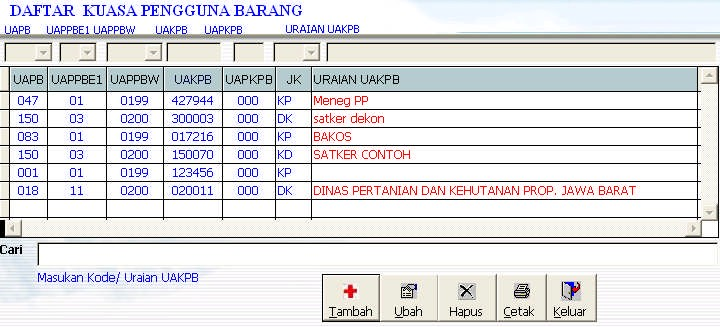 DAFTAR KUASA PENGGUNA BARANG
UAPB UAPPBE1 UAPPBW UAKPB UAPKPB URAIAN UAKPB
UAPB UAPPBE1 UAPPBW UAKPB UAPKPB JK URAIAN UAKPB
047 01 0199 427944 000 KP Meneg PP
150 03 0200 300003 000 DK satker dekon
083 01 0199 017216 000 KP BAKOS
150 03 0200 150070 000 KD SATKER CONTOH
001 01 0199 123456 000 KP
018 11 0200 020011 000 DK DINAS PERTANIAN DAN KEHUTANAN PROP. JAWA BARAT
Cari
Masukan Kode/ Uraian UAKPB
Tambah Ubah Hapus Cetak Keluar